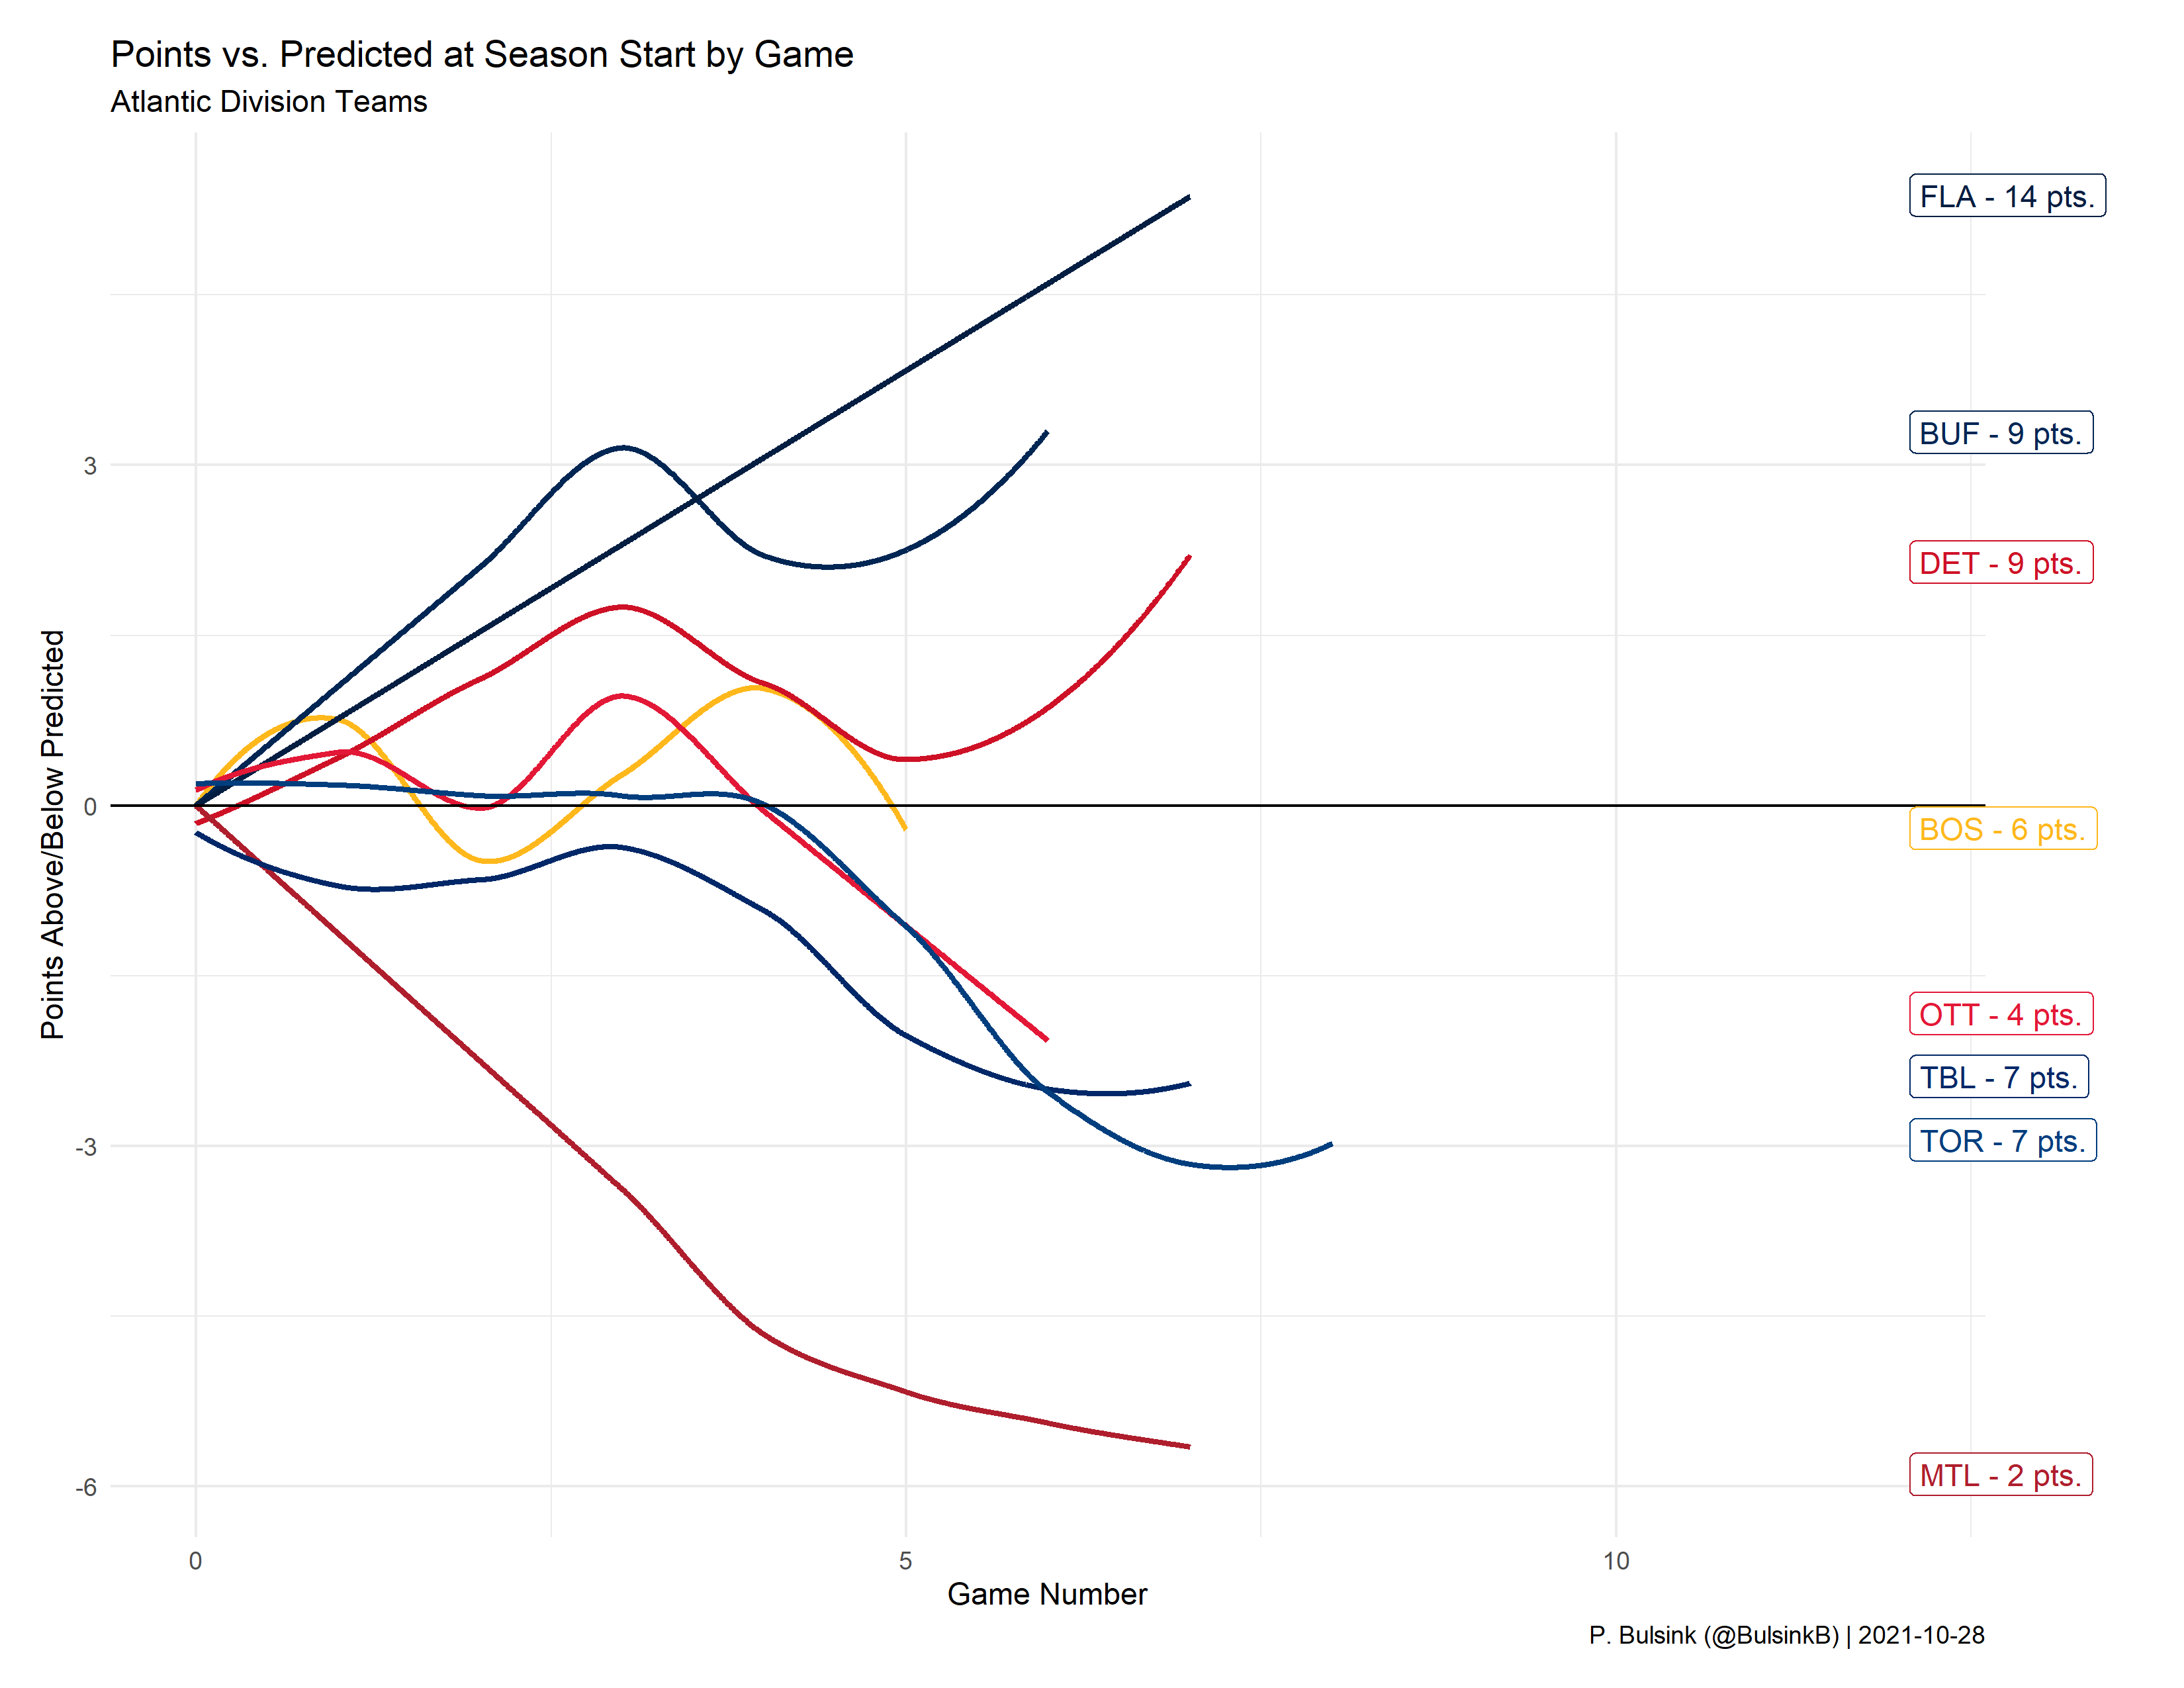 Points vs. Predicted at Season Start by Game
Atlantic Division Teams
Points Above/Below Predicted
3
0
-3
-6
FLA - 14 pts.
BUF - 9 pts.
DET - 9 pts.
BOS - 6 pts.
OTT - 4 pts.
TBL - 7 pts.
TOR - 7 pts.
MTL - 2 pts.
0 5 10
Game Number
P. Bulsink (@BulsinkB) | 2021-10-28